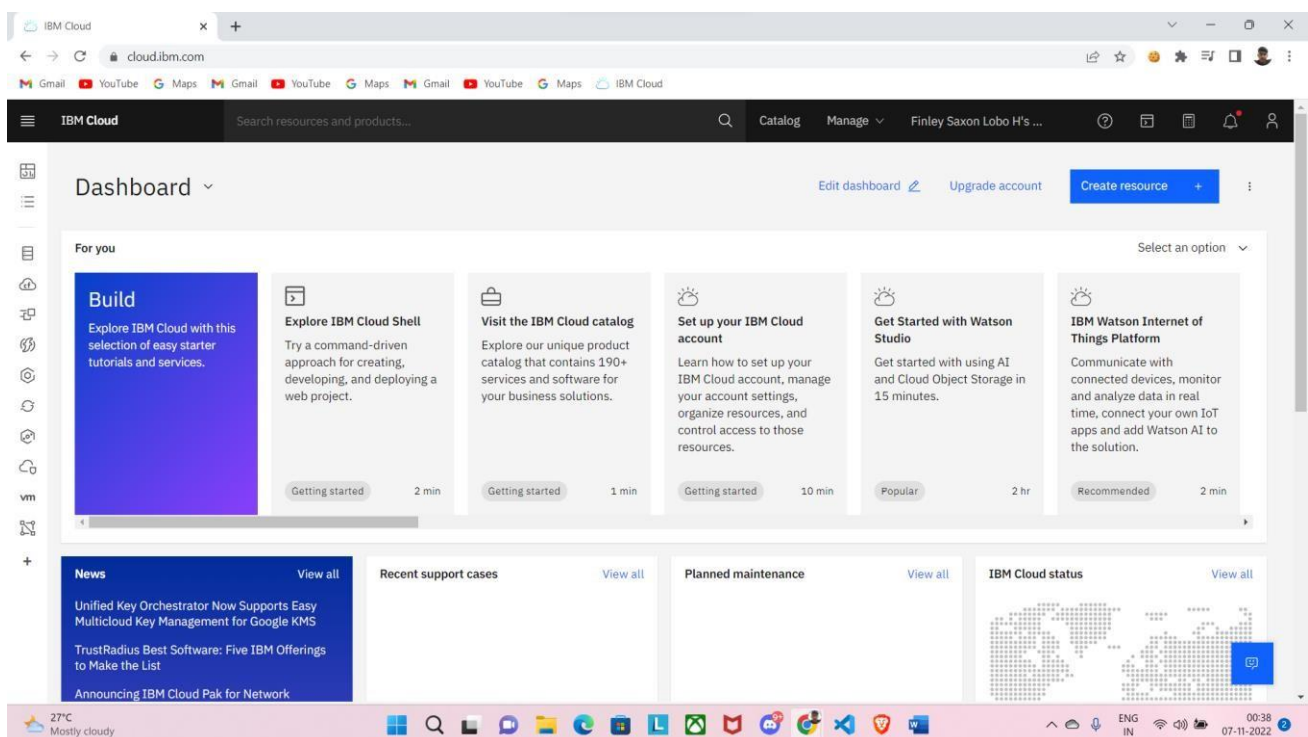 IBM Cloud
cloud.ibm.com
Gmail YouTube Maps Gmail YouTube Maps Gmail YouTube Maps IBM Cloud
IBM Cloud Search resources and products... Catalog Manage Finley Saxon Lobo H's ...
Dashboard Edit dashboard Upgrade account Create resource +
For you Select an option
Build
Explore IBM Cloud with this
selection of easy starter
tutorials and services.
Explore IBM Cloud Shell
Try a command-driven
approach for creating,
developing, and deploying a
web project.
Getting started 2 min
Visit the IBM Cloud catalog
Explore our unique product
catalog that contains 190+
services and software for
your business solutions.
Getting started 1 min
Set up your IBM Cloud
account
Learn how to set up your
IBM Cloud account, manage
your account settings,
organize resources, and
control access to those
resources.
Getting started 10 min
Get Started with Watson
Studio
Get started with using AI
and Cloud Object Storage in
15 minutes.
Popular 2 hr
IBM Watson Internet of
Things Platform
Communicate with
connected devices, monitor
and analyze data in real
time, connect your own IoT
apps and add Watson AI to
the solution.
Recommended 2 min
vm
News View all
Unified Key Orchestrator Now Supports Easy
Multicloud Key Management for Google KMS
TrustRadius Best Software: Five IBM Offerings
to Make the List
Announcing IBM Cloud Pak for Network
Recent support cases View all
Planned maintenance View all
IBM Cloud status View all
27°C
Mostly cloudy
ENG
IN
00:38
07-11-2022
2